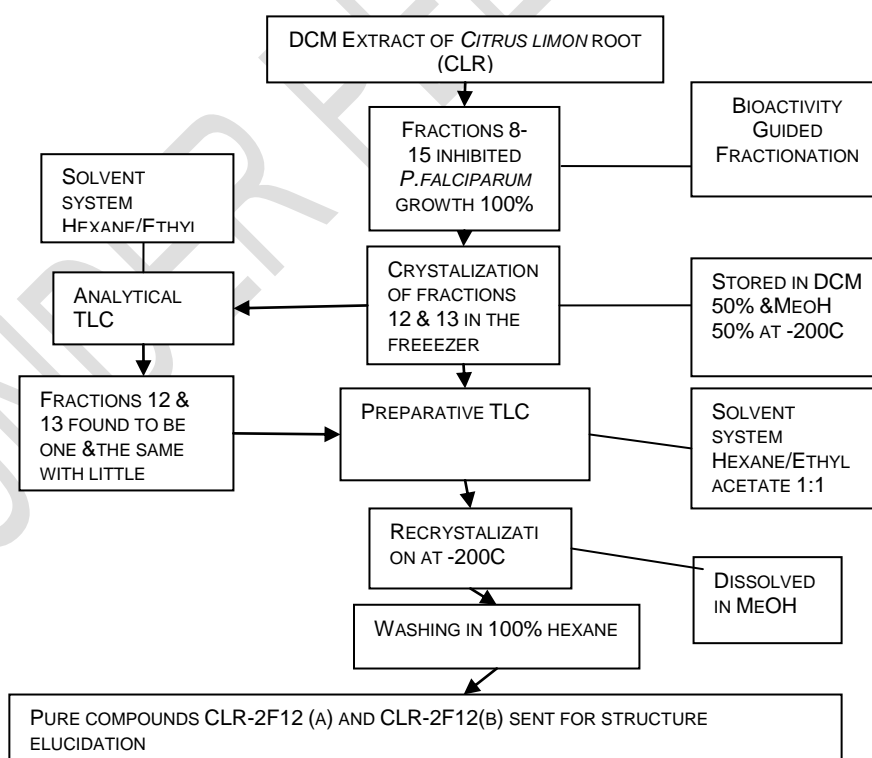 DCM EXTRACT OF CITRUS LIMON ROOT
(CLR)
FRACTIONS 8-
15 INHIBITED
P.FALCIPARUM
GROWTH 100%
BIOACTIVITY
GUIDED
FRACTIONATION
SOLVENT
SYSTEM
HEXANE/ETHYL
ANALYTICAL
TLC
CRYSTALIZATION
OF FRACTIONS
12 & 13 IN THE
FREEEZER
STORED IN DCM
50% &MEOH
50% AT -200C
FRACTIONS 12 &
13 FOUND TO BE
ONE &THE SAME
WITH LITTLE
PREPARATIVE TLC
SOLVENT
SYSTEM
HEXANE/ETHYL
ACETATE 1:1
RECRYSTALIZATI
ON AT -200C
DISSOLVED
IN MEOH
WASHING IN 100% HEXANE
PURE COMPOUNDS CLR-2F12 (A) AND CLR-2F12(B) SENT FOR STRUCTURE
ELUCIDATION